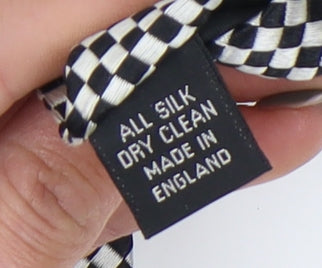 ALL SILK
DRY CLEAN
MADE IN
ENGLAND